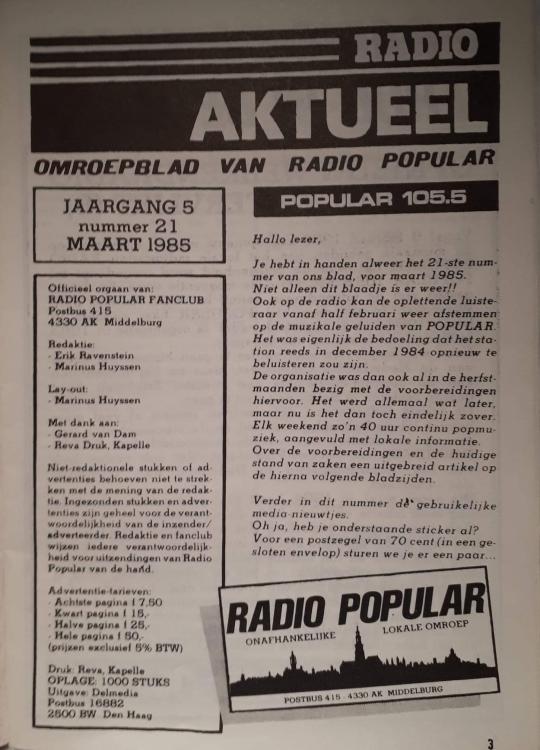 RADIO
AKTUEEL
OMROEPBLAD VAN RADIO POPULAR
JAARGANG 5
nummer 21
MAART 1985
Officieel orgaan van:
RADIO POPULAR FANCLUB
Postbus 415
4330 AK Middelburg
Redaktie:
- Erik Ravenstein
- Marinus Huyssen
Lay-out:
- Marinus Huyssen
Met dank aan:
- Gerard van Dam
- Reva Druk, Kapelle
Niet-redaktionele stukken of ad-
vertenties behoeven niet te strek-
ken met de mening van de redak-
tie. Ingezonden stukken en adver-
tenties zijn geheel voor de verant-
woordelijkheid van de inzender/
adverteerder. Redaktie en fanclub
wijzen iedere verantwoordelijk-
heid voor uitzendingen van Radio
Popular van de hand.
Advertentie-tarieven:
- Achtste pagina f 7,50
- Kwart pagina f 15,-
- Halve pagina f 25,-
- Hele pagina f 50,-
(prijzen exclusief 5% BTW)
Druk: Reva, Kapelle
OPLAGE: 1000 STUKS
Uitgave: Delmedia
Postbus 16882
2500 BW Den Haag
POPULAR 105.5
Hallo lezer,
Je hebt in handen alweer het 21-ste num-
mer van ons blad, voor maart 1985.
Niet alleen dit blaadje is er weer!!
Ook op de radio kan de oplettende luiste-
raar vanaf half februari weer afstemmen
op de muzikale geluiden van POPULAR.
Het was eigenlijk de bedoeling dat het sta-
tion reeds in december 1984 opnieuw te
beluisteren zou zijn.
De organisatie was dan ook al in de herfst-
maanden bezig met de voorbereidingen
hiervoor. Het werd allemaal wat later,
maar nu is het dan toch eindelijk zover.
Elk weekend zo'n 40 uur continu popmu-
ziek, aangevuld met lokale informatie.
Over de voorbereidingen en de huidige
stand van zaken een uitgebreid artikel op
de hierna volgende bladzijden.
Verder in dit nummer de gebruikelijke
media-nieuwtjes.
Oh ja, heb je onderstaande sticker al?
Voor een postzegel van 70 cent (in een ge-
sloten envelop) sturen we je er een paar...
RADIO POPULAR
ONAFHANKELIJKE LOKALE OMROEP
POSTBUS 415 - 4330 AK MIDDELBURG
3